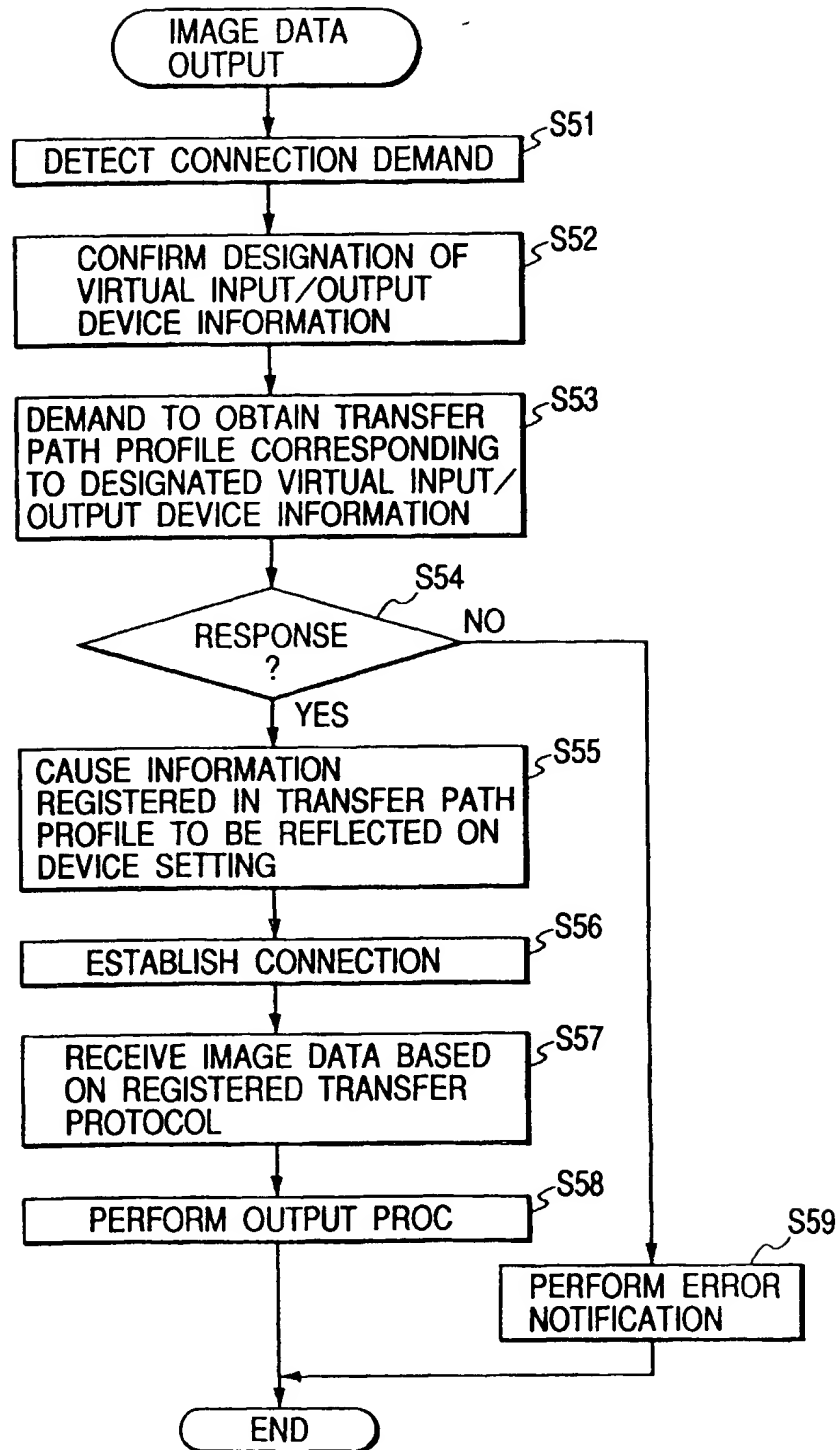 IMAGE DATA
OUTPUT
S51
DETECT CONNECTION DEMAND
S52
CONFIRM DESIGNATION OF
VIRTUAL INPUT/OUTPUT
DEVICE INFORMATION
S53
DEMAND TO OBTAIN TRANSFER
PATH PROFILE CORRESPONDING
TO DESIGNATED VIRTUAL INPUT/
OUTPUT DEVICE INFORMATION
S54
RESPONSE
?
NO
YES
S55
CAUSE INFORMATION
REGISTERED IN TRANSFER PATH
PROFILE TO BE REFLECTED ON
DEVICE SETTING
S56
ESTABLISH CONNECTION
S57
RECEIVE IMAGE DATA BASED
ON REGISTERED TRANSFER
PROTOCOL
S58
PERFORM OUTPUT PROC
S59
PERFORM ERROR
NOTIFICATION
END